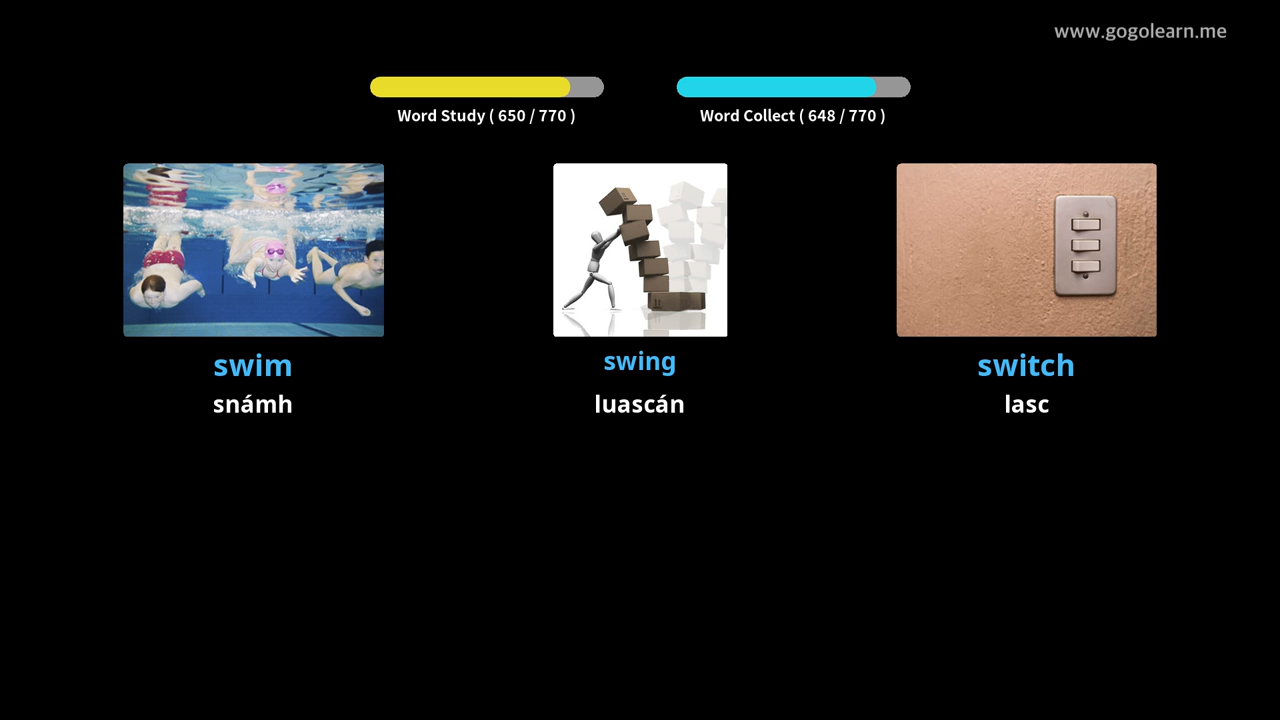 www.gogolearn.me
Word Study ( 650 / 770 )
Word Collect ( 648 / 770 )
swim
swing
switch
snámh
luascán
lasc